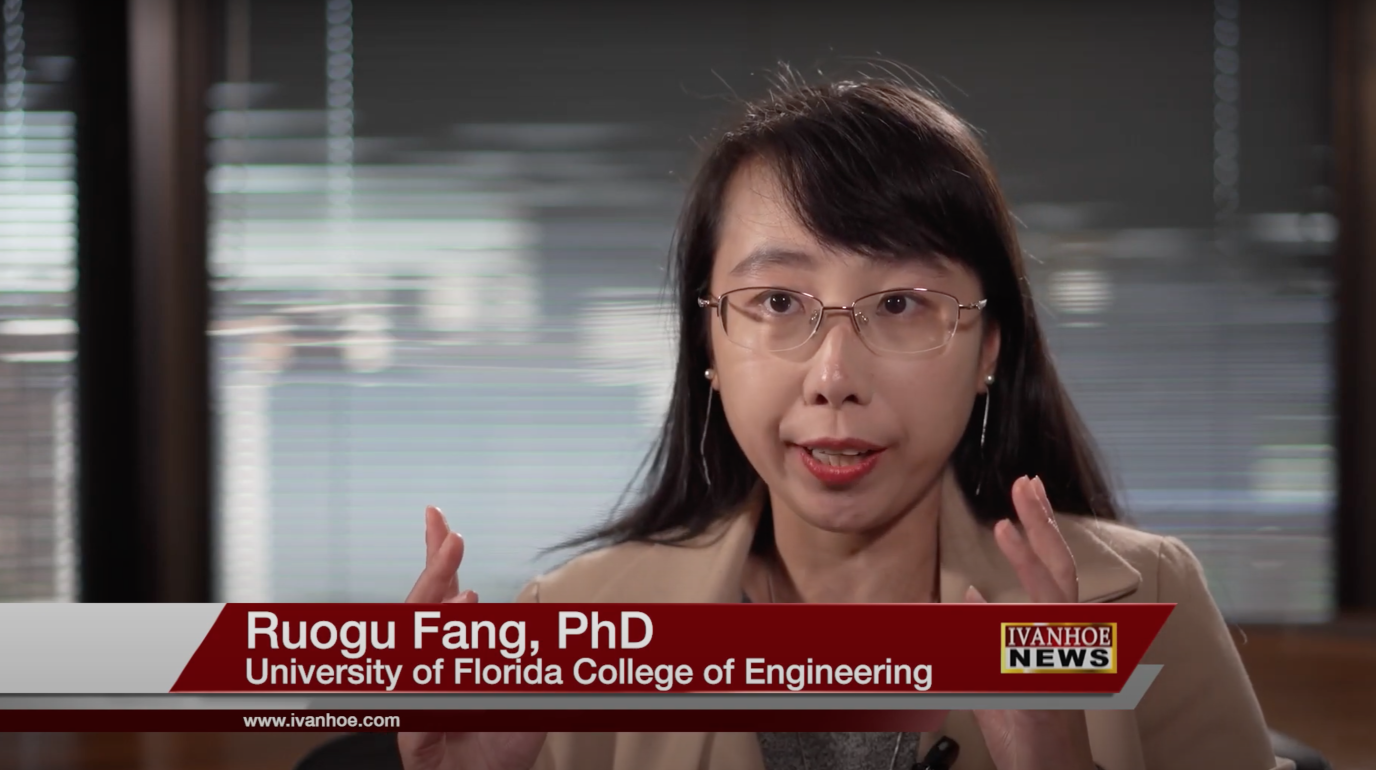 Ruogu Fang, PhD
University of Florida College of Engineering
IVANHOE
NEWS
www.ivanhoe.com